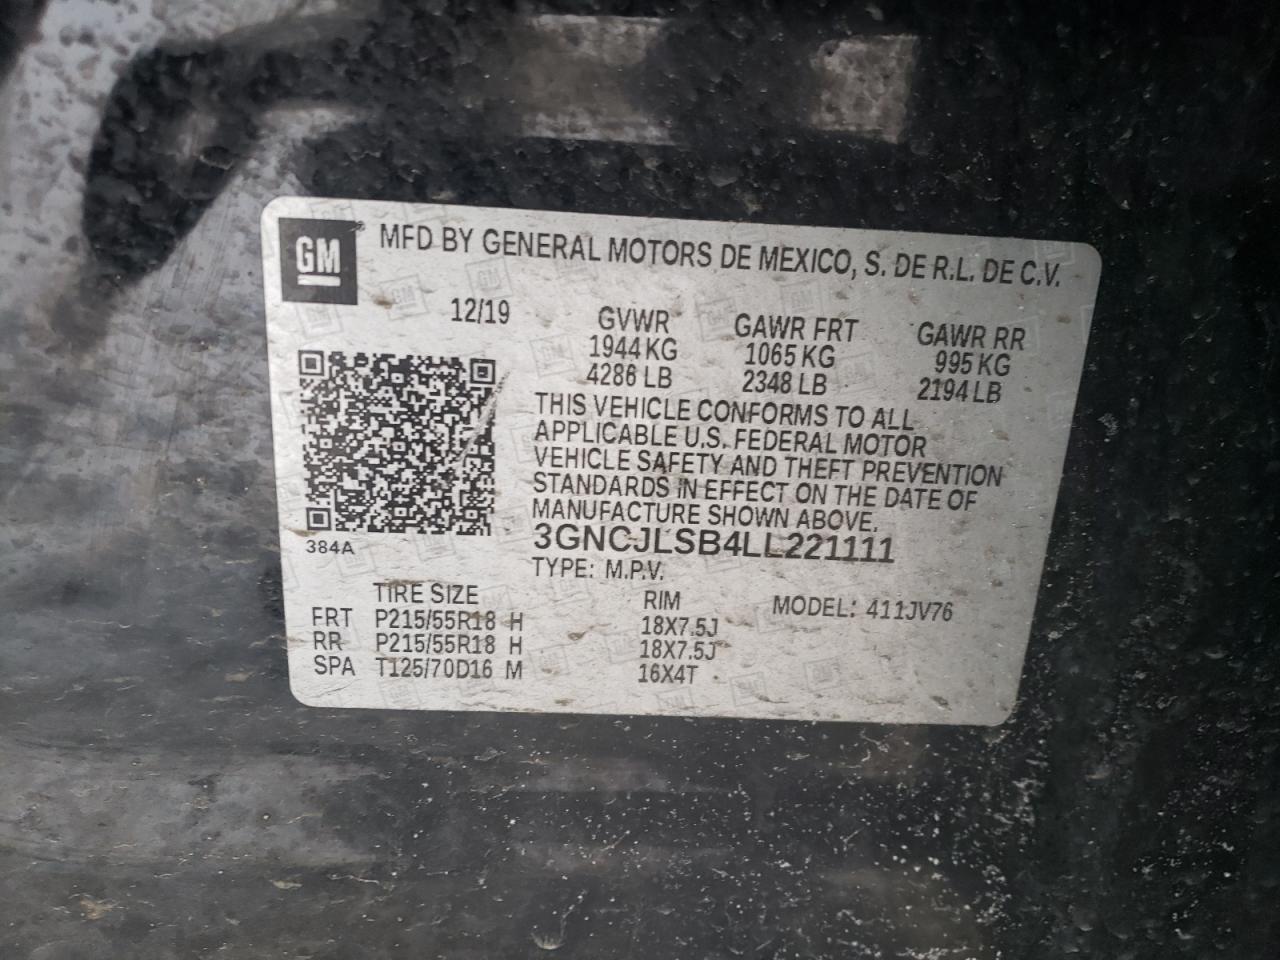 GM
MFD BY GENERAL MOTORS DE MEXICO, S. DE R.L. DE C.V.
12/19
GVWR GAWR FRT GAWR RR
1944 KG 1065 KG 995 KG
4286 LB 2348 LB 2194 LB
THIS VEHICLE CONFORMS TO ALL
APPLICABLE U.S. FEDERAL MOTOR
VEHICLE SAFETY AND THEFT PREVENTION
STANDARDS IN EFFECT ON THE DATE OF
MANUFACTURE SHOWN ABOVE.
3GNCJLSB4LL221111
384A
TYPE: M.P.V.
TIRE SIZE RIM MODEL: 411JV76
FRT P215/55R18 H 18X7.5J
RR P215/55R18 H 18X7.5J
SPA T125/70D16 M 16X4T